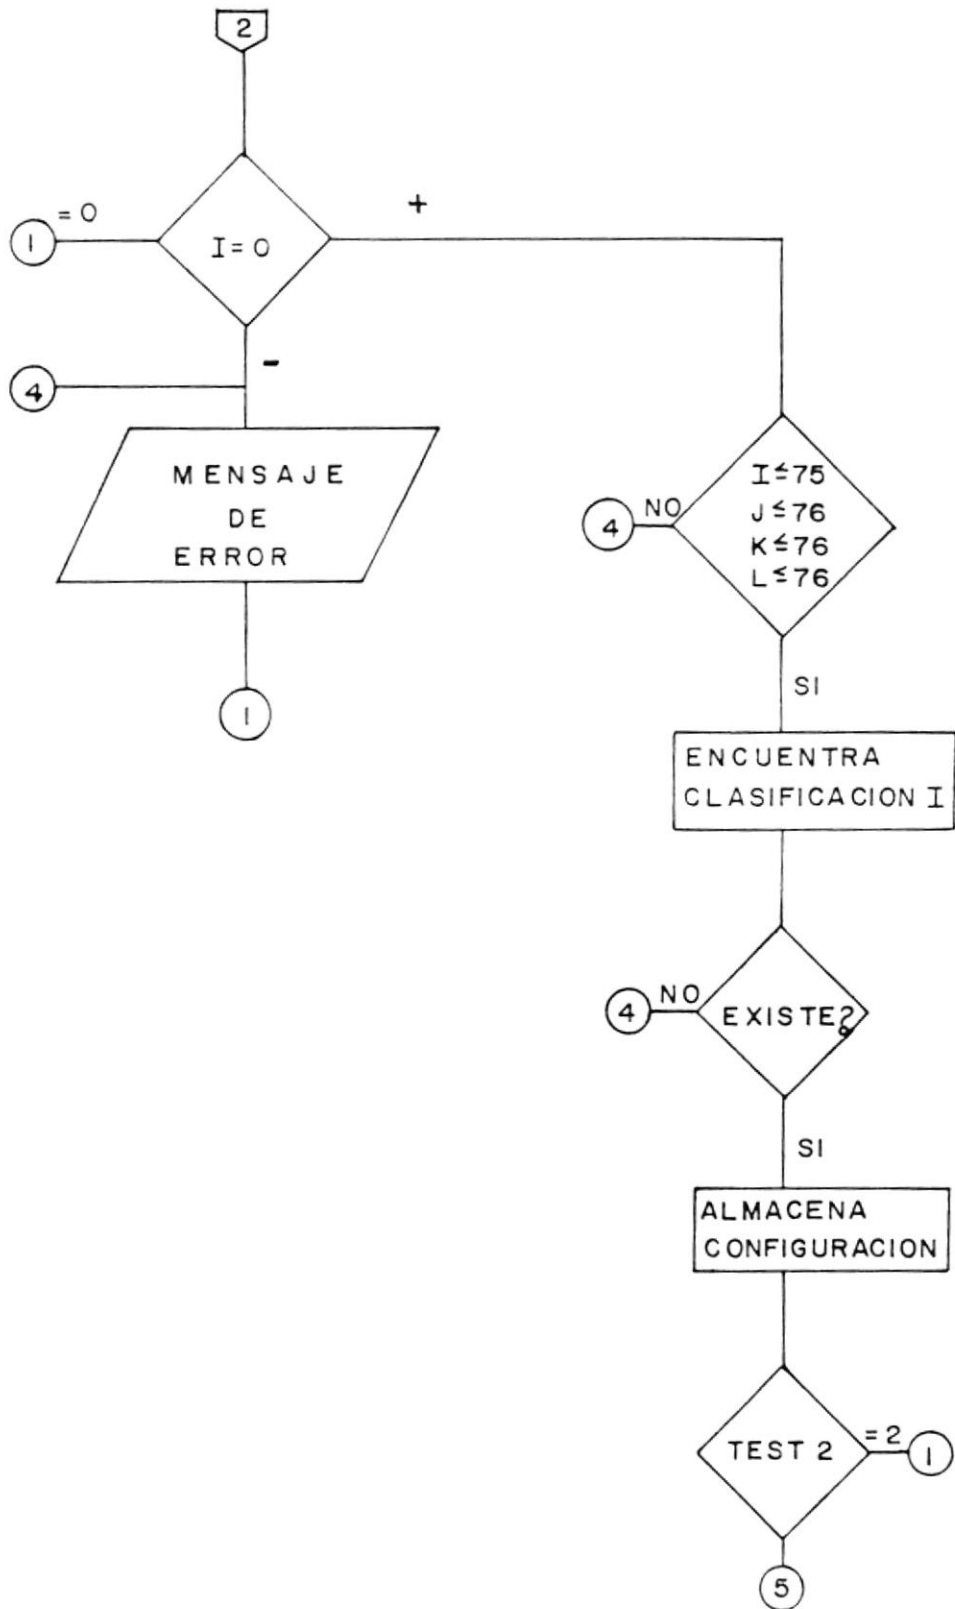 2
= 0
+
1
I = 0
-
4
MENSAJE
DE
ERROR
1
I ≤ 75
J ≤ 76
K ≤ 76
L ≤ 76
NO
4
SI
ENCUENTRA
CLASIFICACION I
NO
4
EXISTE?
SI
ALMACENA
CONFIGURACION
TEST 2
= 2
1
5